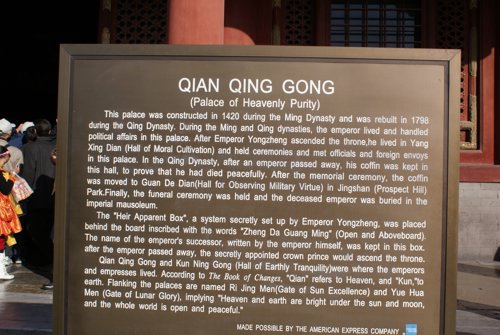 QIAN QING GONG
(Palace of Heavenly Purity)
This palace was constructed in 1420 during the Ming Dynasty and was rebuilt in 1798
during the Qing Dynasty. During the Ming and Qing dynasties, the emperor lived and handled
political affairs in this palace. After Emperor Yongzheng ascended the throne,he lived in Yang
Xing Dian (Hall of Moral Cultivation) and held ceremonies and met officials and foreign envoys
in this palace. In the Qing Dynasty, after an emperor passed away, his coffin was kept in
this hall, to prove that he had died peacefully. After the memorial ceremony, the coffin
was moved to Guan De Dian(Hall for Observing Military Virtue) in Jingshan (Prospect Hill)
Park.Finally, the funeral ceremony was held and the deceased emperor was buried in the
imperial mausoleum.
The "Heir Apparent Box", a system secretly set up by Emperor Yongzheng, was placed
behind the board inscribed with the words "Zheng Da Guang Ming" (Open and Aboveboard).
The name of the emperor's successor, written by the emperor himself, was kept in this box.
after the emperor passed away, the secretly appointed crown prince would ascend the throne.
Qian Qing Gong and Kun Ning Gong (Hall of Earthly Tranquility)were where the emperors
and empresses lived. According to The Book of Changes, "Qian" refers to Heaven, and "Kun,"to
earth. Flanking the palaces are named Ri Jing Men(Gate of Sun Excellence) and Yue Hua
Men (Gate of Lunar Glory), implying "Heaven and earth are bright under the sun and moon,
and the whole world is open and peaceful."
MADE POSSIBLE BY THE AMERICAN EXPRESS COMPANY